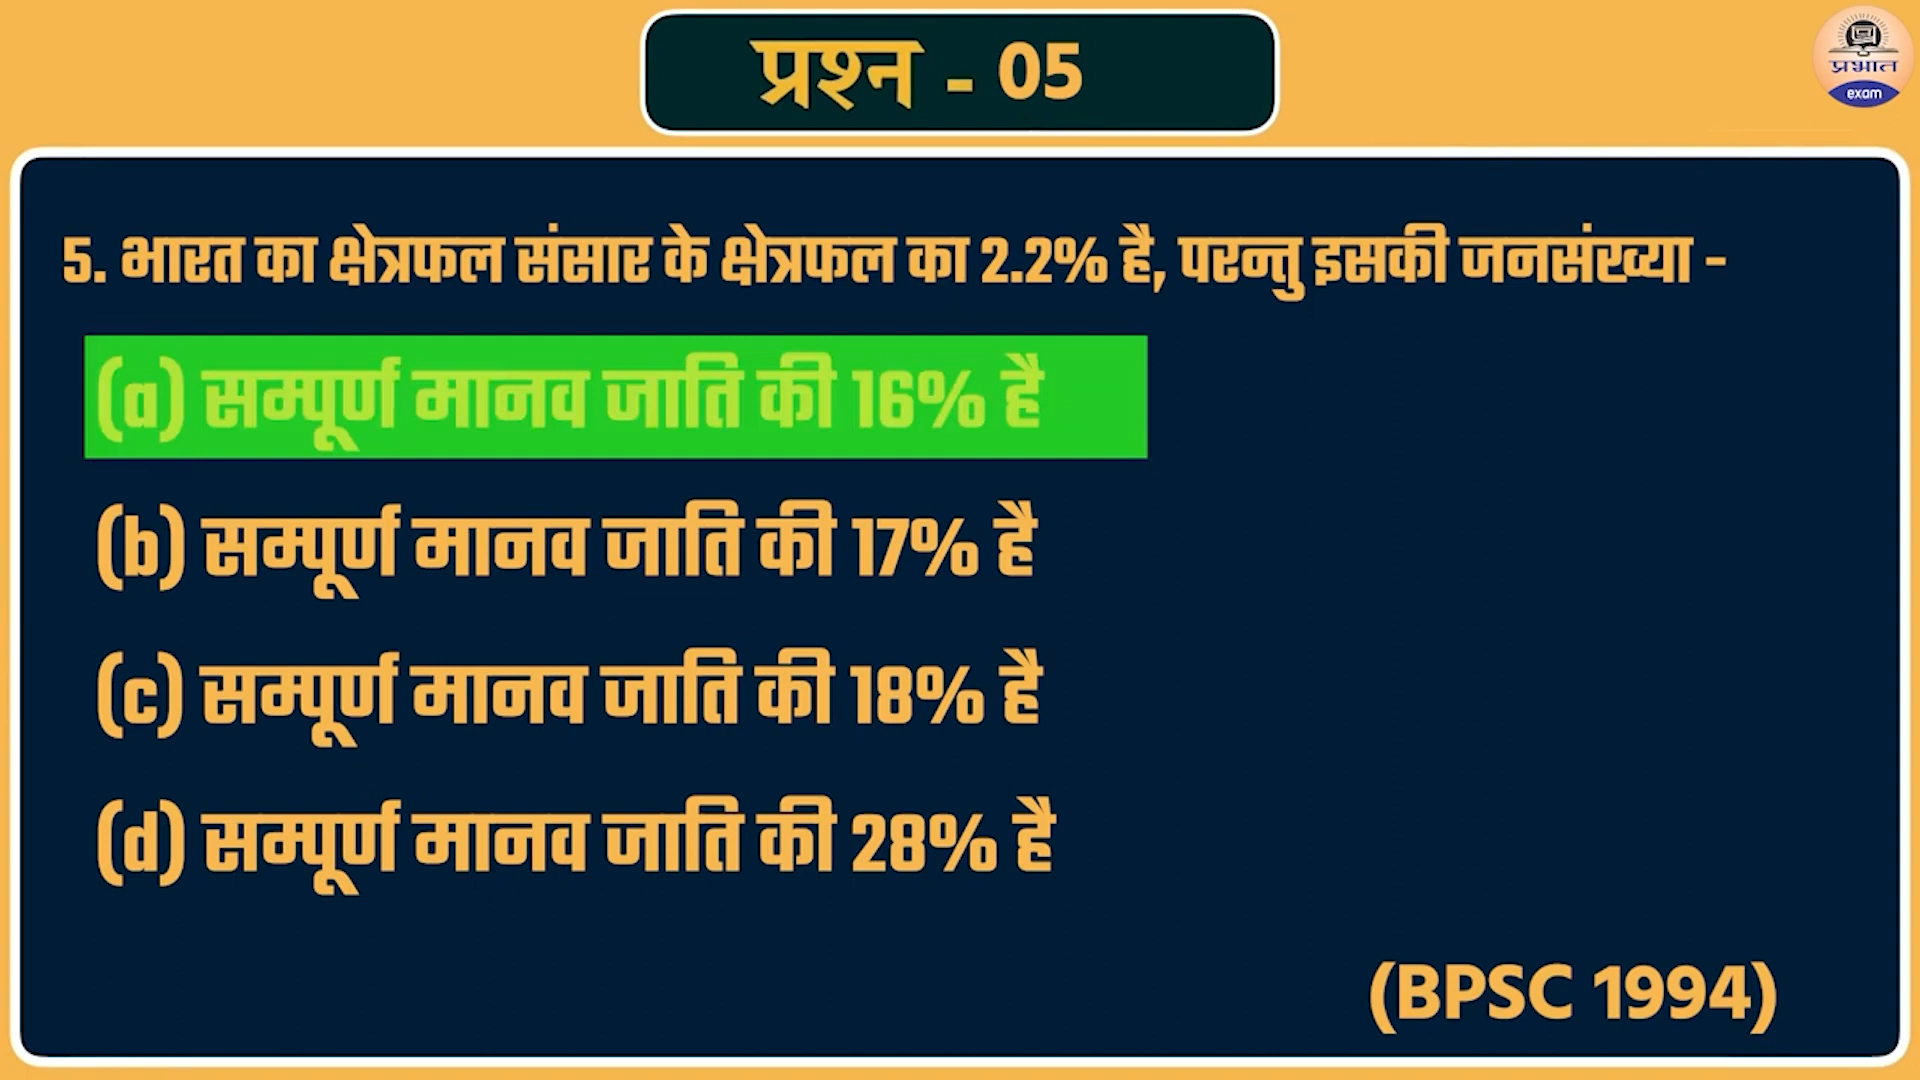 प्रश्न - 05
प्रभात
exam
5. भारत का क्षेत्रफल संसार के क्षेत्रफल का 2.2% है, परन्तु इसकी जनसंख्या -
(a) सम्पूर्ण मानव जाति की 16% है
(b) सम्पूर्ण मानव जाति की 17% है
(c) सम्पूर्ण मानव जाति की 18% है
(d) सम्पूर्ण मानव जाति की 28% है
(BPSC 1994)